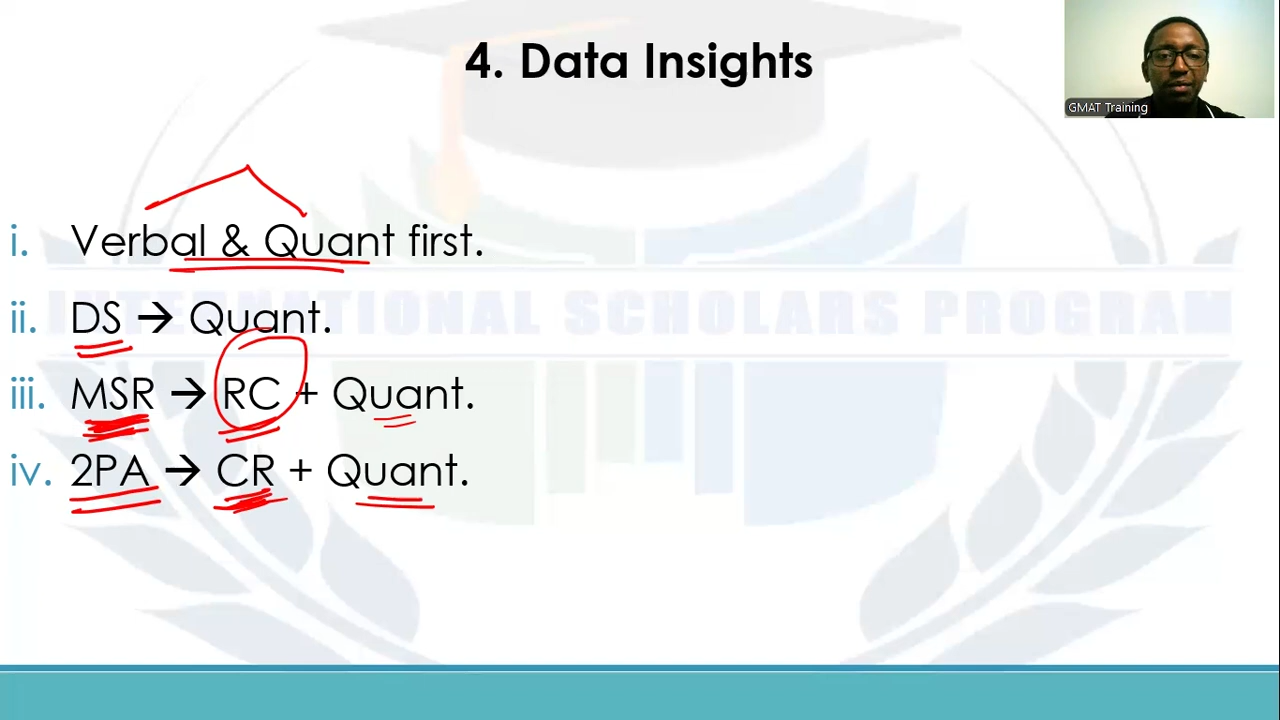 4. Data Insights
GMAT Training
i. Verbal & Quant first.
ii. DS → Quant.
INTERNATIONAL SCHOLARS PROGRAM
iii. MSR → RC + Quant.
iv. 2PA → CR + Quant.